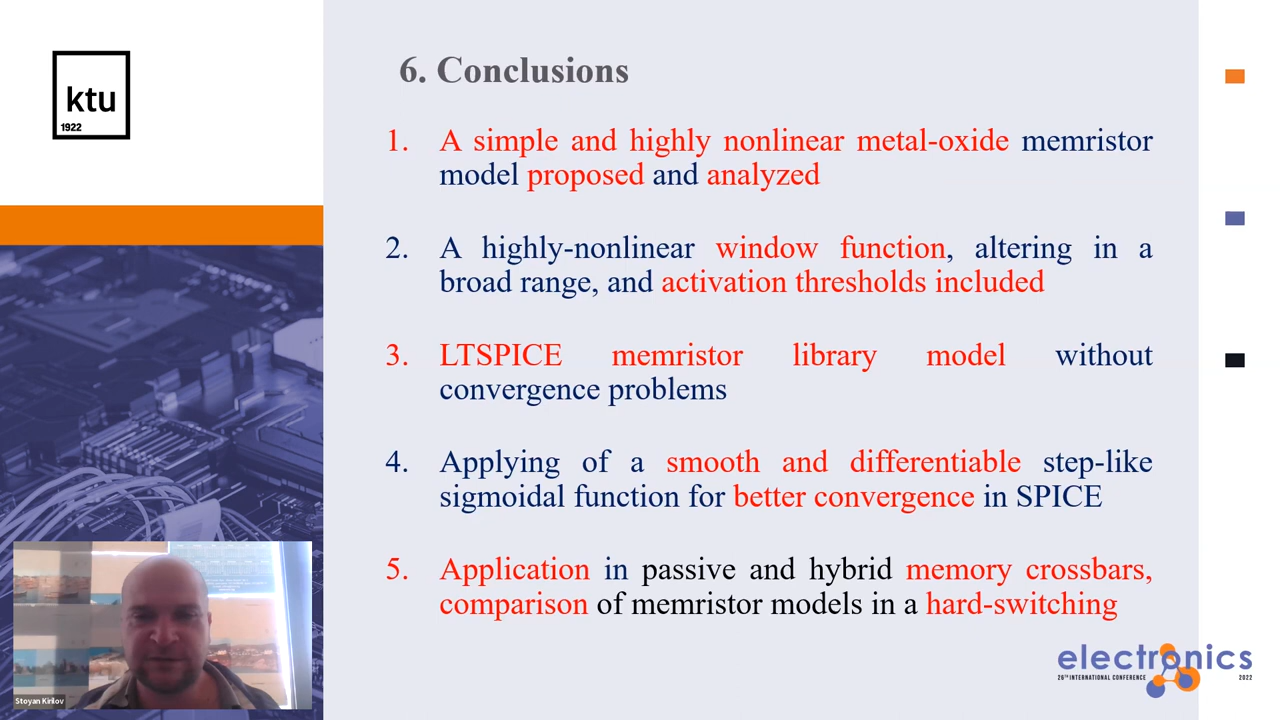 ktu
1922
6. Conclusions
1. A simple and highly nonlinear metal-oxide memristor
model proposed and analyzed
2. A highly-nonlinear window function, altering in a
broad range, and activation thresholds included
3. LTSPICE memristor library model without
convergence problems
4. Applying of a smooth and differentiable step-like
sigmoidal function for better convergence in SPICE
5. Application in passive and hybrid memory crossbars,
comparison of memristor models in a hard-switching
Stoyan Kirilov
electronics
26TH INTERNATIONAL CONFERENCE 2022